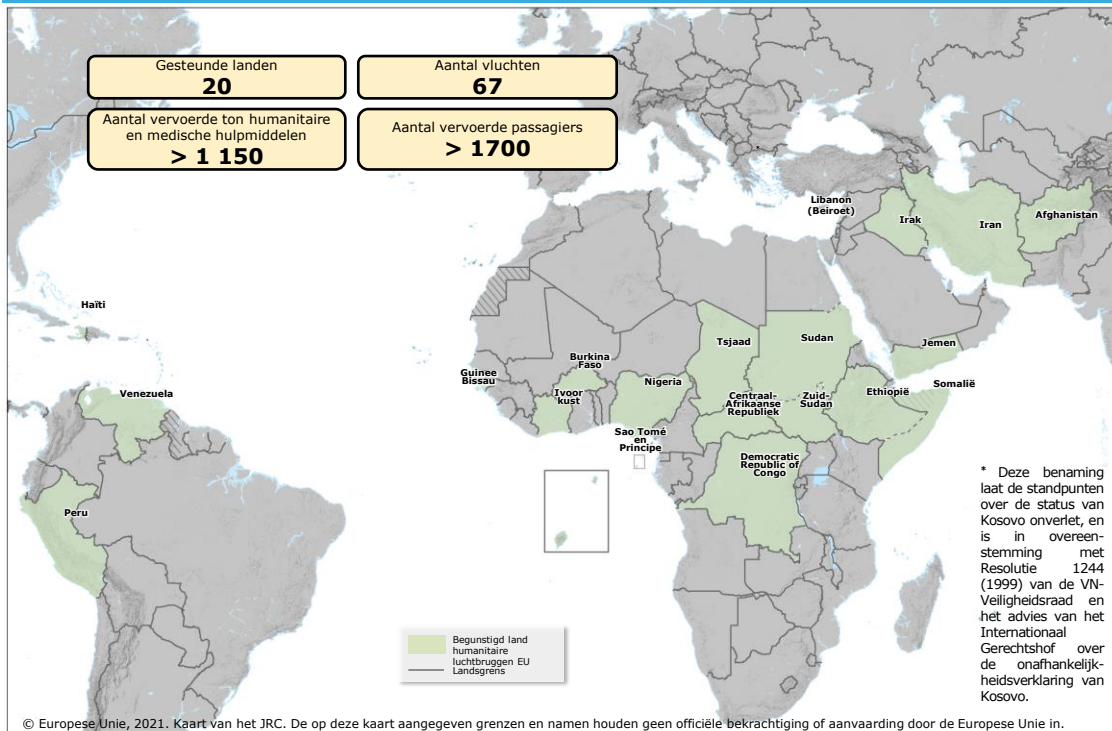 Gesteunde landen
20
Aantal vluchten
67
Aantal vervoerde ton humanitaire
en medische hulpmiddelen
> 1 150
Aantal vervoerde passagiers
> 1700
*
Libanon
(Beiroet)
Irak
Iran
Afghanistan
Haïti
Tsjaad
Sudan
Jemen
Burkina
Faso
Guinee
Bissau
Nigeria
Ethiopië
Somalië
Venezuela
Ivoor
kust
Centraal-
Afrikaanse
Republiek
Zuid-
Sudan
Sao Tomé
en
Principe
Democratic
Republic of
Congo
Peru
* Deze benaming
laat de standpunten
over de status van
Kosovo onverlet, en
is in overeen-
stemming met
Resolutie 1244
(1999) van de VN-
Veiligheidsraad en
het advies van het
Internationaal
Gerechtshof over
de onafhankelijk-
heidsverklaring van
Kosovo.
Begunstigd land
humanitaire
luchtbruggen EU
Landsgrens
© Europese Unie, 2021. Kaart van het JRC. De op deze kaart aangegeven grenzen en namen houden geen officiële bekrachtiging of aanvaarding door de Europese Unie in.